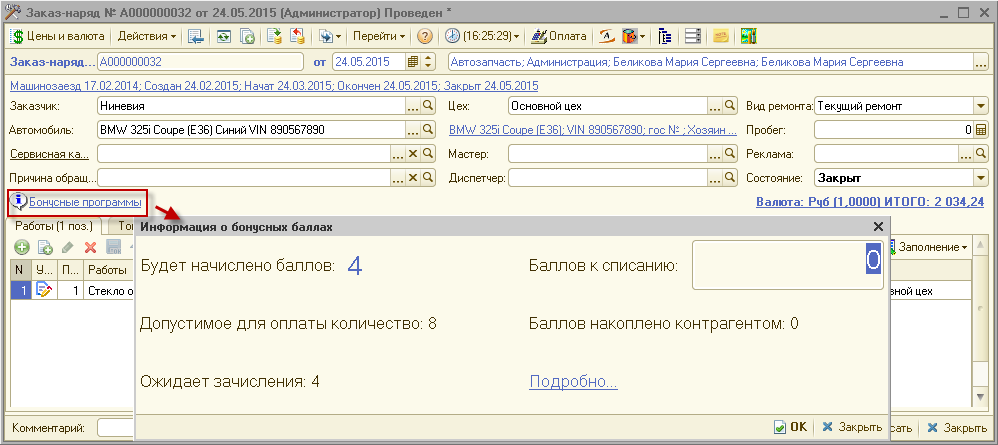 Заказ-наряд № A000000032 от 24.05.2015 (Администратор) Проведен *
Цены и валюта Действия Перейти (16:25:29) Оплата
Заказ-наряд... A000000032 от 24.05.2015 Автозапчасть; Администрация; Беликова Мария Сергеевна; Беликова Мария Сергеевна ...
Машинозаезд 17.02.2014; Создан 24.02.2015; Начат 24.03.2015; Окончен 24.05.2015; Закрыт 24.05.2015
Заказчик: Ниневия ... Цех: Основной цех ... Вид ремонта: Текущий ремонт
Автомобиль: BMW 325i Coupe (E36) Синий VIN 890567890 ... BMW 325i Coupe (E36); VIN 890567890; гос № ; Хозяин ... Пробег: 0
Сервисная ка... ... Мастер: ... Реклама: ...
Причина обращ... ... Диспетчер: ... Состояние: Закрыт
Бонусные программы Валюта: Руб (1,0000) ИТОГО: 2 034,24
Работы (1 поз.) То
Информация о бонусных баллах
Заполнение
N У... П... Работы
1 1 Стекло о вной цех
Будет начислено баллов: 4 Баллов к списанию: 0
Допустимое для оплаты количество: 8 Баллов накоплено контрагентом: 0
Ожидает зачисления: 4 Подробно...
Комментарий: OK Закрыть сать Закрыть